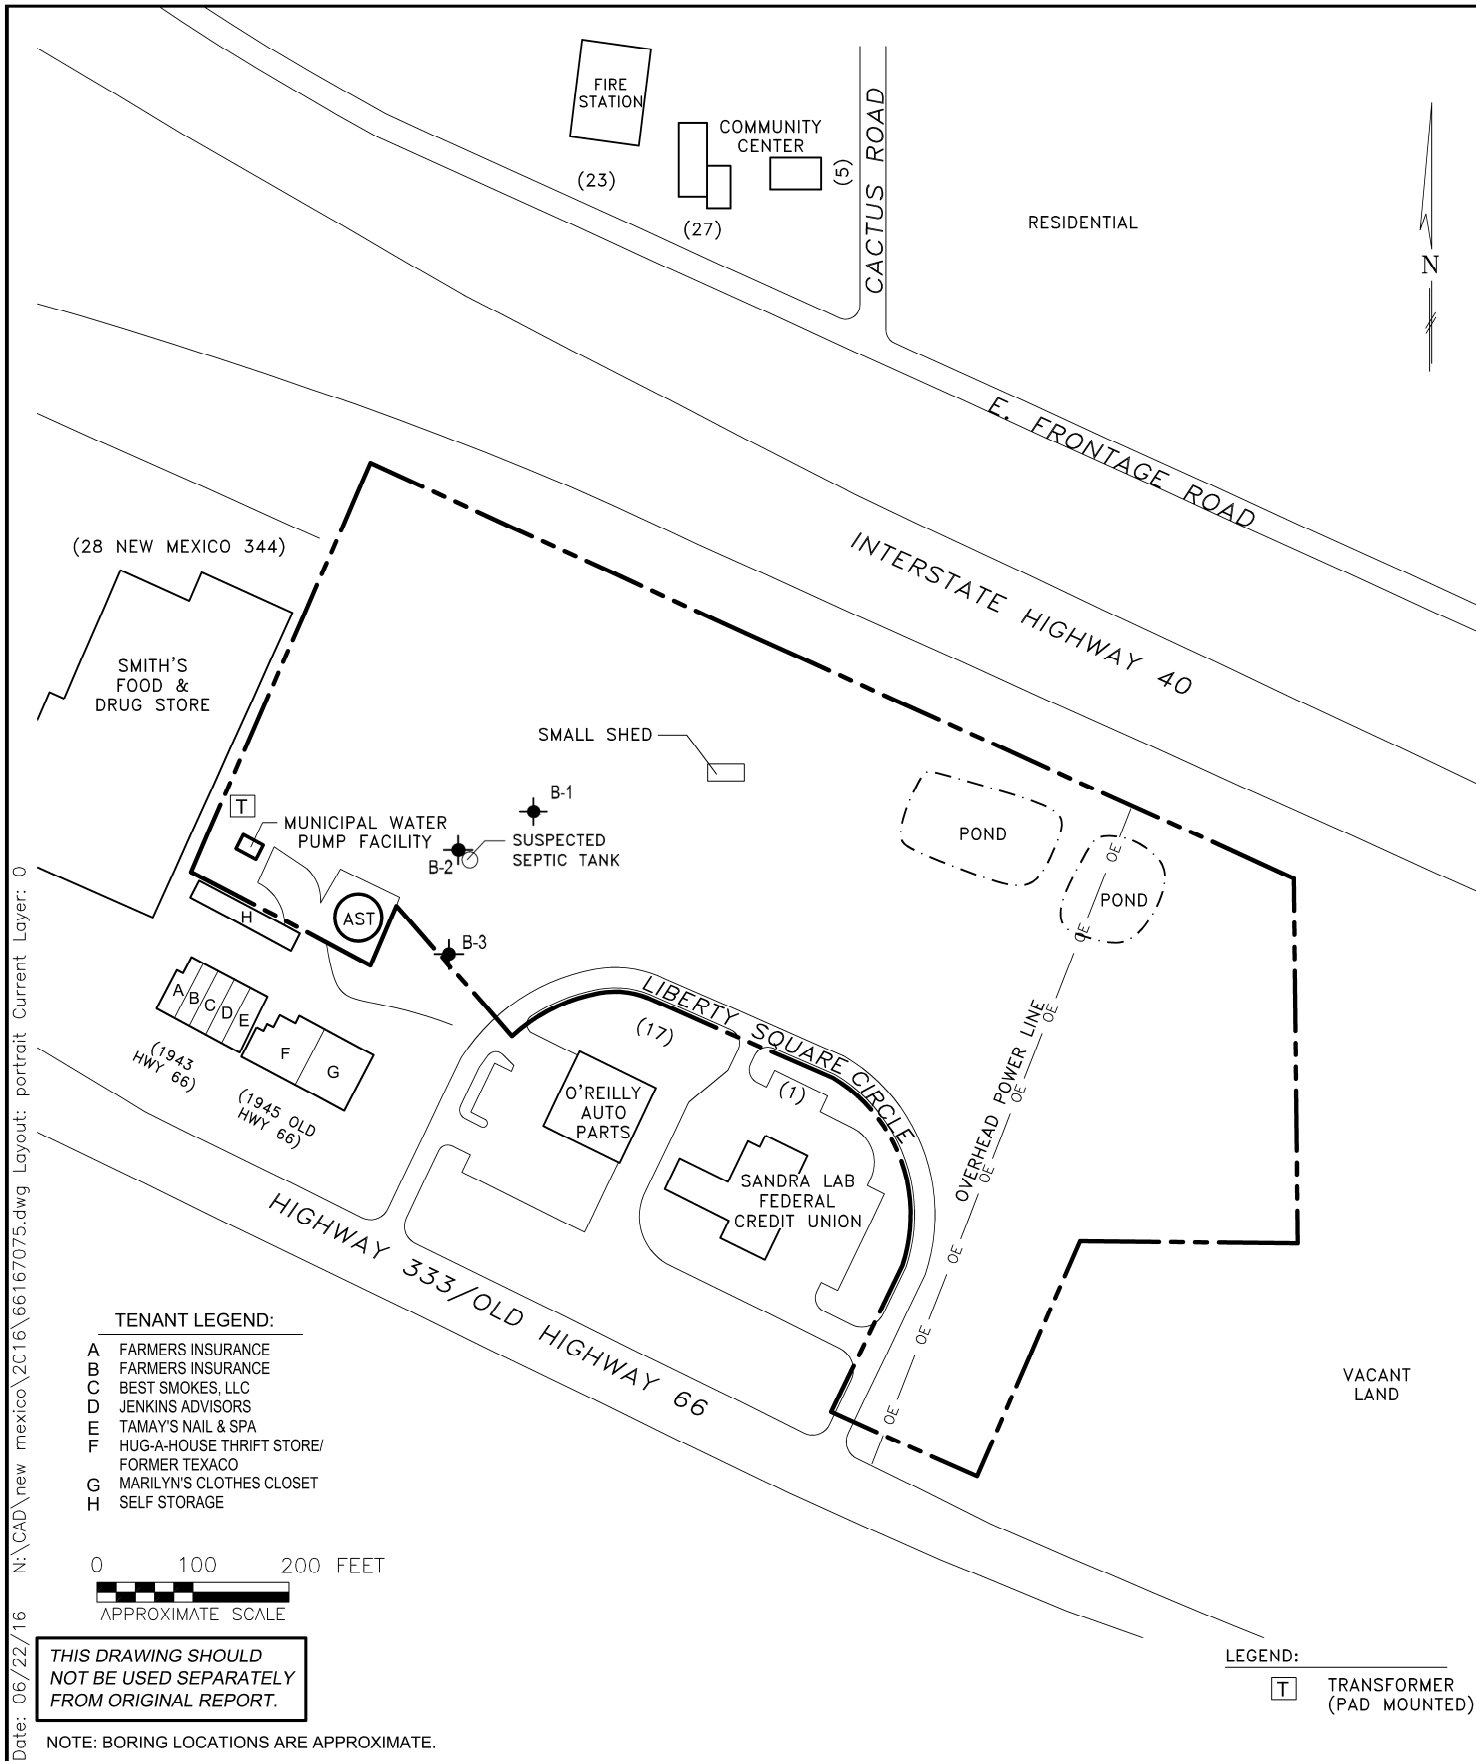 FIRE
STATION
(23)
COMMUNITY
CENTER
(27)
(5)
CACTUS ROAD
RESIDENTIAL
N
E. FRONTAGE ROAD
INTERSTATE HIGHWAY 40
(28 NEW MEXICO 344)
SMITH'S
FOOD &
DRUG STORE
SMALL SHED
B-1
T
MUNICIPAL WATER
PUMP FACILITY
B-2
SUSPECTED
SEPTIC TANK
POND
POND
OE
OE
OE
OE
OE
OE
OE
OE
OVERHEAD POWER LINE
H
AST
B-3
A
B
C
D
E
F
G
(1943
HWY 66)
(1945 OLD
HWY 66)
LIBERTY SQUARE CIRCLE
(17)
O'REILLY
AUTO
PARTS
(1)
SANDRA LAB
FEDERAL
CREDIT UNION
HIGHWAY 333/OLD HIGHWAY 66
VACANT
LAND
TENANT LEGEND:
A FARMERS INSURANCE
B FARMERS INSURANCE
C BEST SMOKES, LLC
D JENKINS ADVISORS
E TAMAY'S NAIL & SPA
F HUG-A-HOUSE THRIFT STORE/
FORMER TEXACO
G MARILYN'S CLOTHES CLOSET
H SELF STORAGE
0 100 200 FEET
APPROXIMATE SCALE
THIS DRAWING SHOULD
NOT BE USED SEPARATELY
FROM ORIGINAL REPORT.
NOTE: BORING LOCATIONS ARE APPROXIMATE.
LEGEND:
T TRANSFORMER
(PAD MOUNTED)
Date: 06/22/16 N:\CAD\new mexico\2016\66167075.dwg Layout: portrait Current Layer: 0